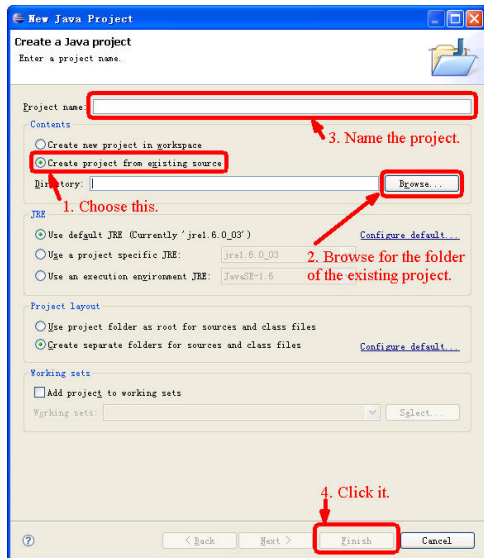 New Java Project
Create a Java project
Enter a project name.
Project name:
3. Name the project.
Contents
Create new project in workspace
Create project from existing source
Directory:
Browse...
1. Choose this.
JRE
Use default JRE (Currently 'jre1.6.0_03')
Configure default...
Use a project specific JRE:
jre1.6.0_03
2. Browse for the folder
of the existing project.
Use an execution environment JRE:
JavaSE-1.6
Project layout
Use project folder as root for sources and class files
Create separate folders for sources and class files
Configure default...
Working sets
Add project to working sets
Working sets:
Select...
4. Click it.
?
< Back
Next >
Finish
Cancel